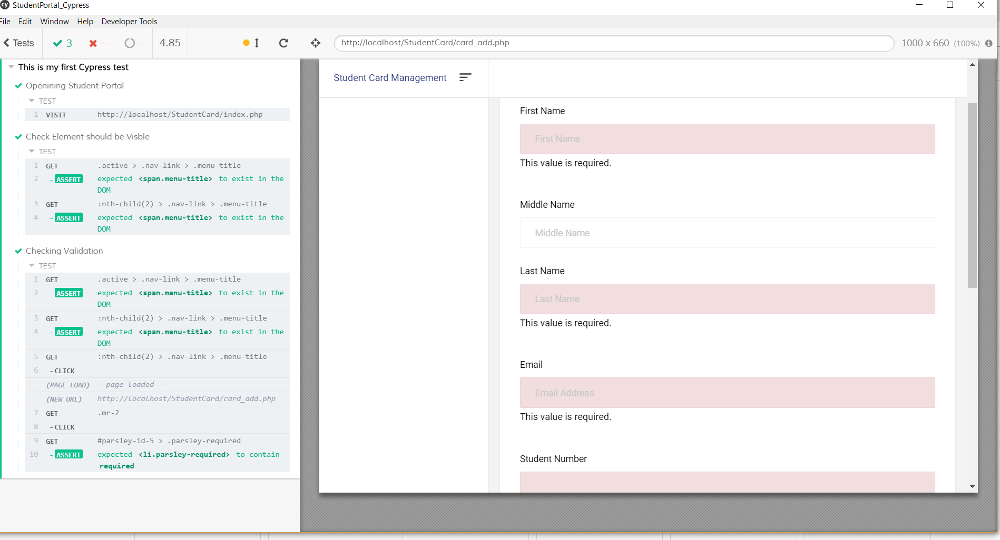 cy StudentPortal_Cypress
File Edit Window Help Developer Tools
Tests 3 -- -- 4.85 http://localhost/StudentCard/card_add.php 1000 x 660 (100%) i
This is my first Cypress test
Openining Student Portal
TEST
1 VISIT http://localhost/StudentCard/index.php
Check Element should be Visble
TEST
1 GET .active > .nav-link > .menu-title
2 -ASSERT expected <span.menu-title> to exist in the
DOM
3 GET :nth-child(2) > .nav-link > .menu-title
4 -ASSERT expected <span.menu-title> to exist in the
DOM
Checking Validation
TEST
1 GET .active > .nav-link > .menu-title
2 -ASSERT expected <span.menu-title> to exist in the
DOM
3 GET :nth-child(2) > .nav-link > .menu-title
4 -ASSERT expected <span.menu-title> to exist in the
DOM
5 GET :nth-child(2) > .nav-link > .menu-title
6 -CLICK
(PAGE LOAD) --page loaded--
(NEW URL) http://localhost/StudentCard/card_add.php
7 GET .mr-2
8 -CLICK
9 GET #parsley-id-5 > .parsley-required
10 -ASSERT expected <li.parsley-required> to contain
required
Student Card Management
First Name
First Name
This value is required.
Middle Name
Middle Name
Last Name
Last Name
This value is required.
Email
Email Address
This value is required.
Student Number